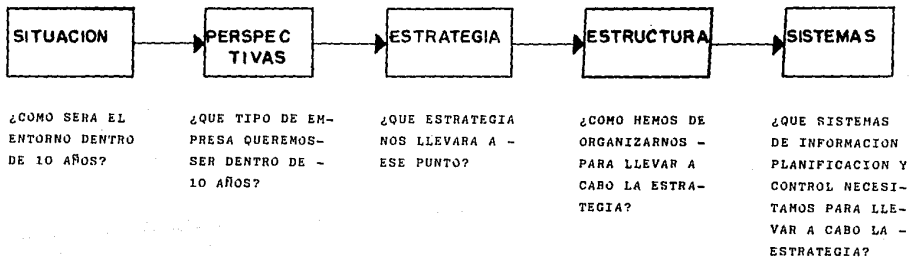 SITUACION
PERSPEC
TIVAS
ESTRATEGIA
ESTRUCTURA
SISTEMAS
¿COMO SERA EL
ENTORNO DENTRO
DE 10 AÑOS?
¿QUE TIPO DE EM-
PRESA QUEREMOS-
SER DENTRO DE -
10 AÑOS?
¿QUE ESTRATEGIA
NOS LLEVARA A -
ESE PUNTO?
¿COMO HEMOS DE
ORGANIZARNOS -
PARA LLEVAR A
CABO LA ESTRA-
TEGIA?
¿QUE SISTEMAS
DE INFORMACION
PLANIFICACION Y
CONTROL NECESI-
TAMOS PARA LLE-
VAR A CABO LA -
ESTRATEGIA?